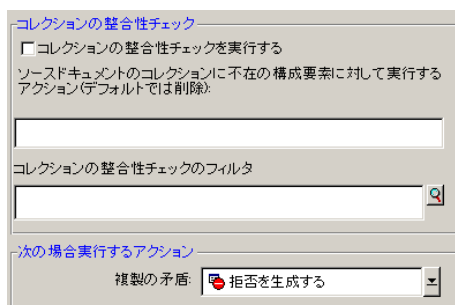 コレクションの整合性チェック
コレクションの整合性チェックを実行する
ソースドキュメントのコレクションに不在の構成要素に対して実行する
アクション(デフォルトでは削除):
コレクションの整合性チェックのフィルタ
次の場合実行するアクション
複製の矛盾: 拒否を生成する